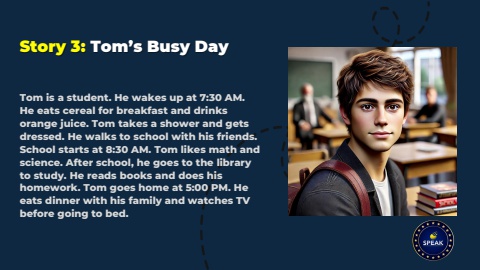 Story 3: Tom's Busy Day
Tom is a student. He wakes up at 7:30 AM.
He eats cereal for breakfast and drinks
orange juice. Tom takes a shower and gets
dressed. He walks to school with his friends.
School starts at 8:30 AM. Tom likes math and
science. After school, he goes to the library
to study. He reads books and does his
homework. Tom goes home at 5:00 PM. He
eats dinner with his family and watches TV
before going to bed.
SPEAK